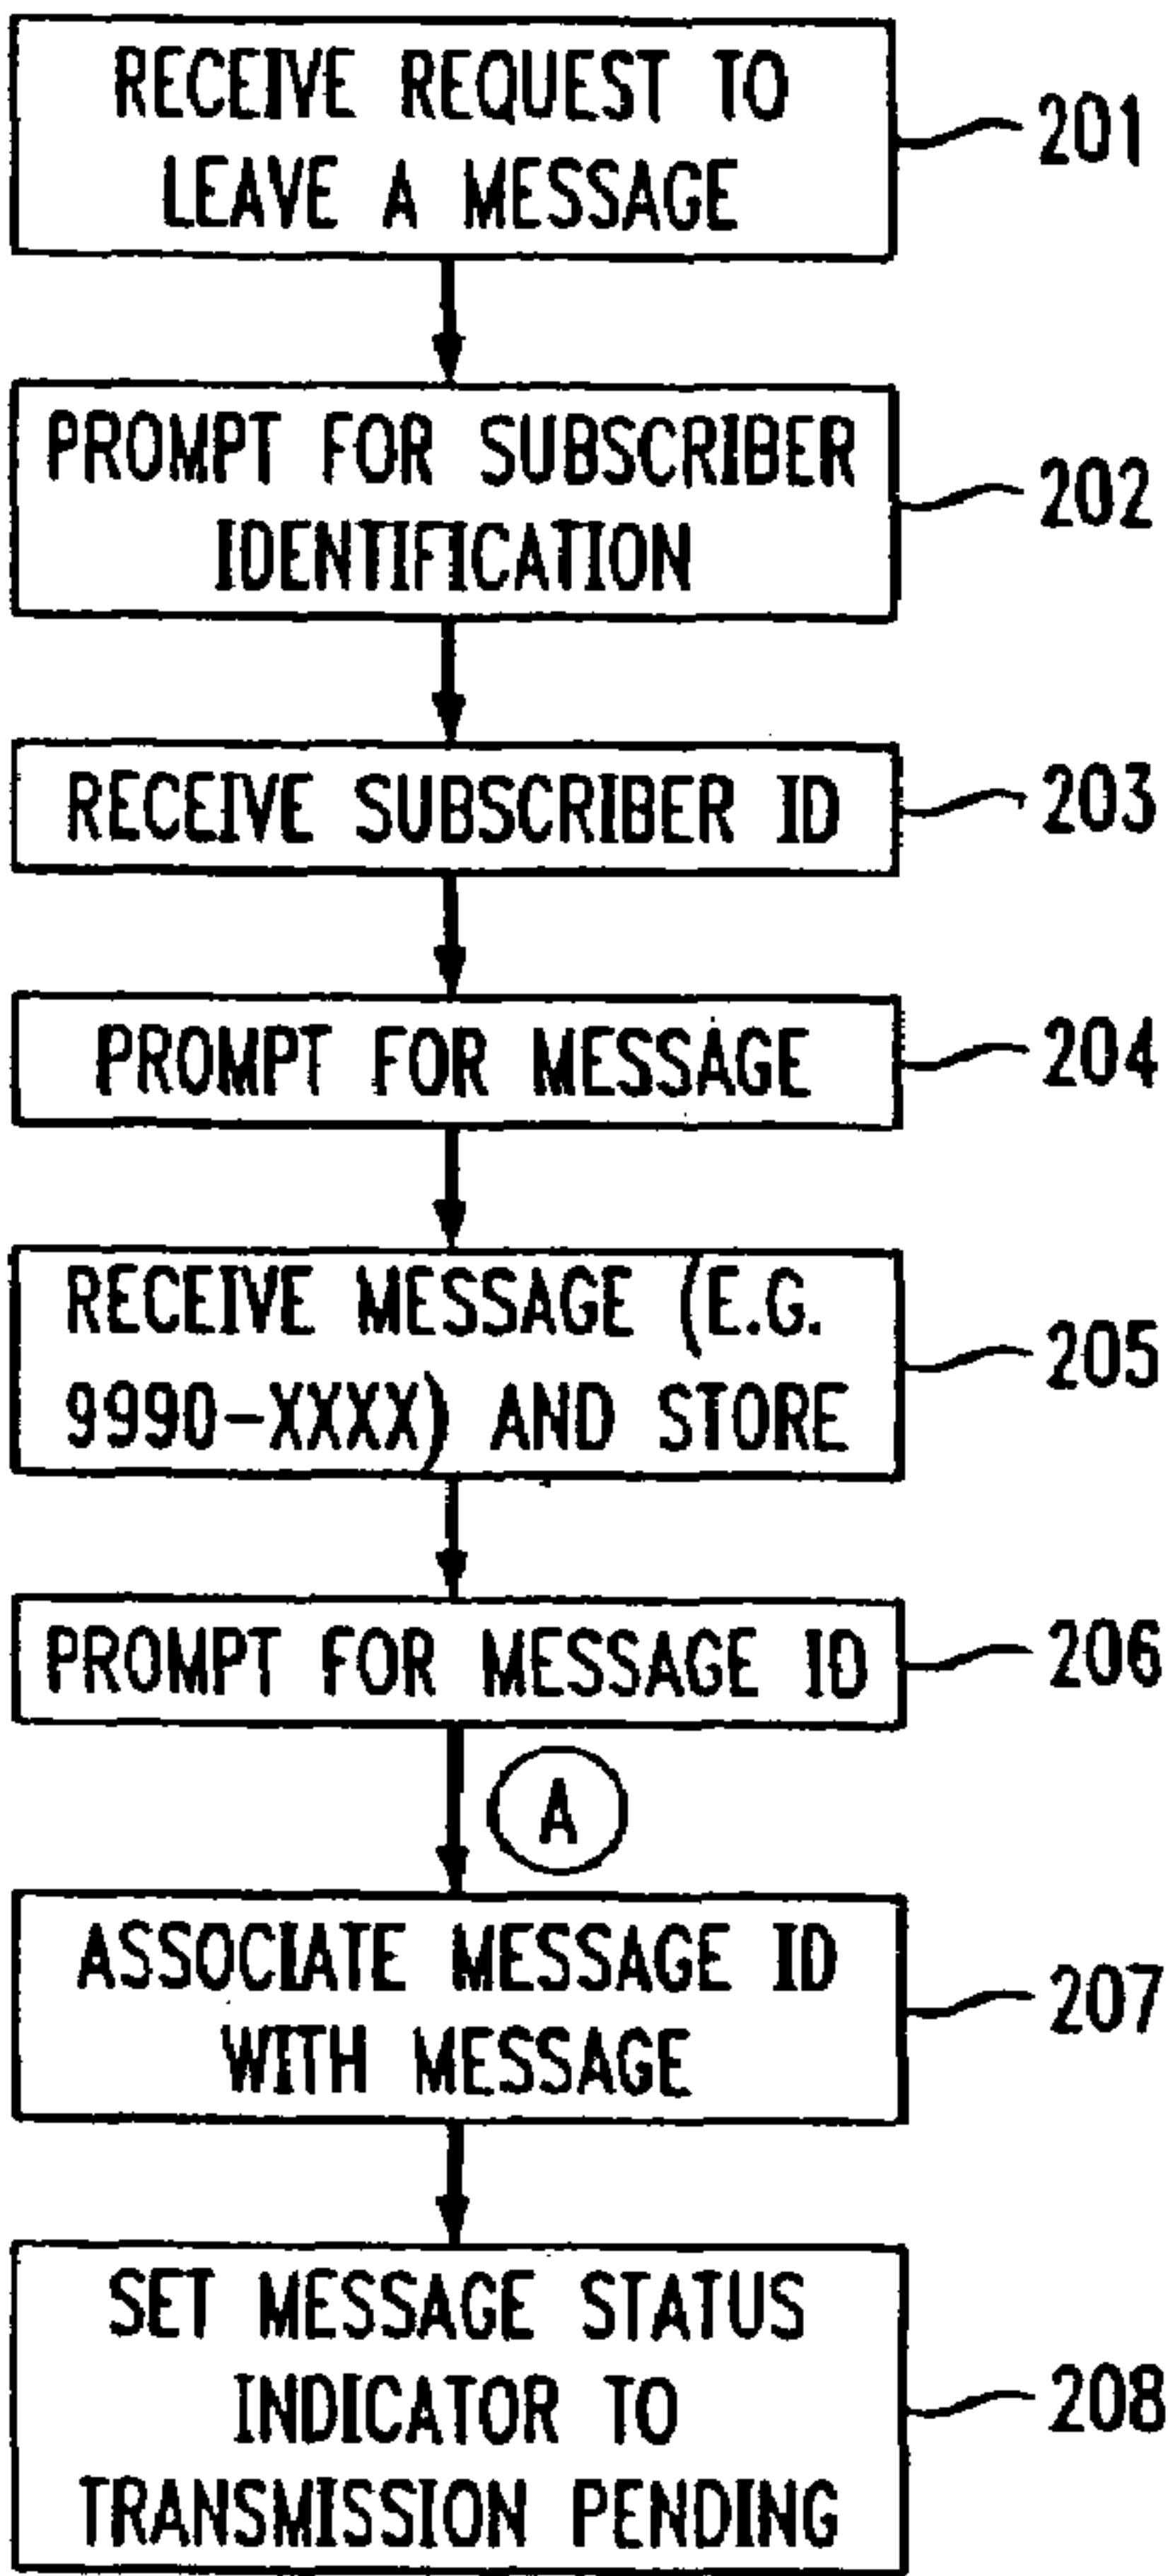 RECEIVE REQUEST TO
LEAVE A MESSAGE
201
PROMPT FOR SUBSCRIBER
IDENTIFICATION
202
RECEIVE SUBSCRIBER ID
203
PROMPT FOR MESSAGE
204
RECEIVE MESSAGE (E.G.
9990-XXXX) AND STORE
205
PROMPT FOR MESSAGE ID
206
A
ASSOCIATE MESSAGE ID
WITH MESSAGE
207
SET MESSAGE STATUS
INDICATOR TO
TRANSMISSION PENDING
208